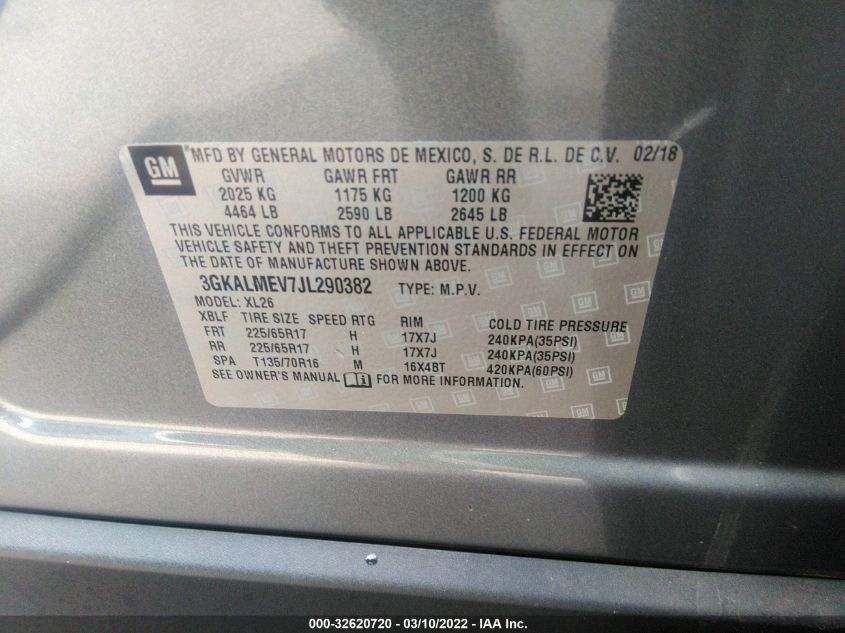 GM MFD BY GENERAL MOTORS DE MEXICO, S. DE R.L. DE C.V. 02/18
GVWR GAWR FRT GAWR RR
2025 KG 1175 KG 1200 KG
4464 LB 2590 LB 2645 LB
THIS VEHICLE CONFORMS TO ALL APPLICABLE U.S. FEDERAL MOTOR
VEHICLE SAFETY AND THEFT PREVENTION STANDARDS IN EFFECT ON
THE DATE OF MANUFACTURE SHOWN ABOVE.
3GKALMEV7JL290382 TYPE: M.P.V.
MODEL: XL26
XBLF TIRE SIZE SPEED RTG RIM COLD TIRE PRESSURE
FRT 225/65R17 H 17X7J 240KPA(35PSI)
RR 225/65R17 H 17X7J 240KPA(35PSI)
SPA T135/70R16 M 16X4BT 420KPA(60PSI)
SEE OWNER'S MANUAL FOR MORE INFORMATION.
000-32620720 — 03/10/2022 — IAA Inc.